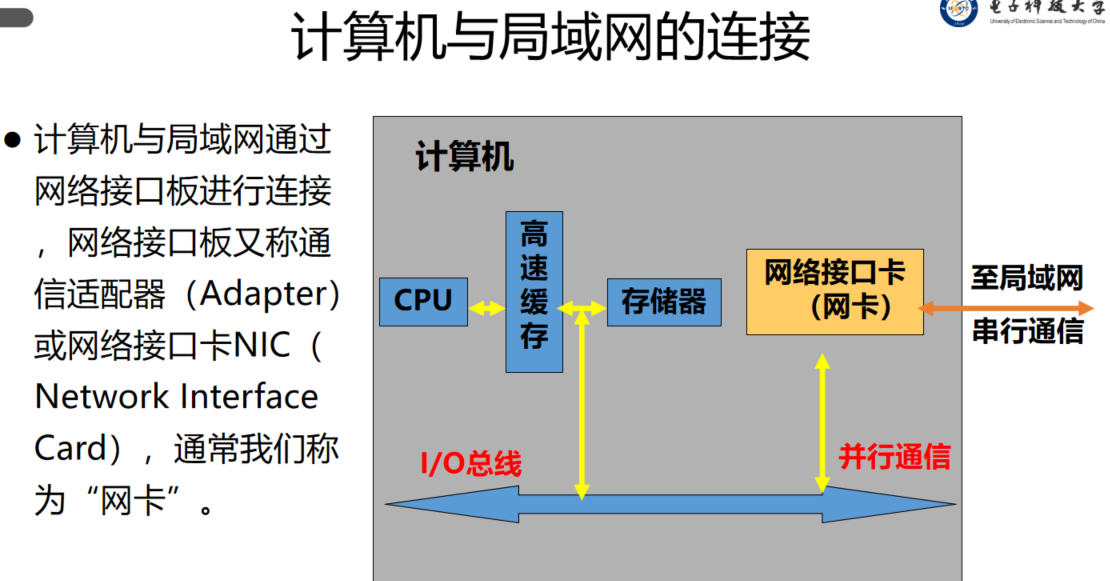 计算机与局域网的连接
电子科技大学
University of Electronic Science and Technology of China
● 计算机与局域网通过
网络接口板进行连接
，网络接口板又称通
信适配器（Adapter）
或网络接口卡NIC（
Network Interface
Card），通常我们称
为“网卡”。
计算机
CPU
高
速
缓
存
存储器
网络接口卡
（网卡）
至局域网
串行通信
I/O总线
并行通信